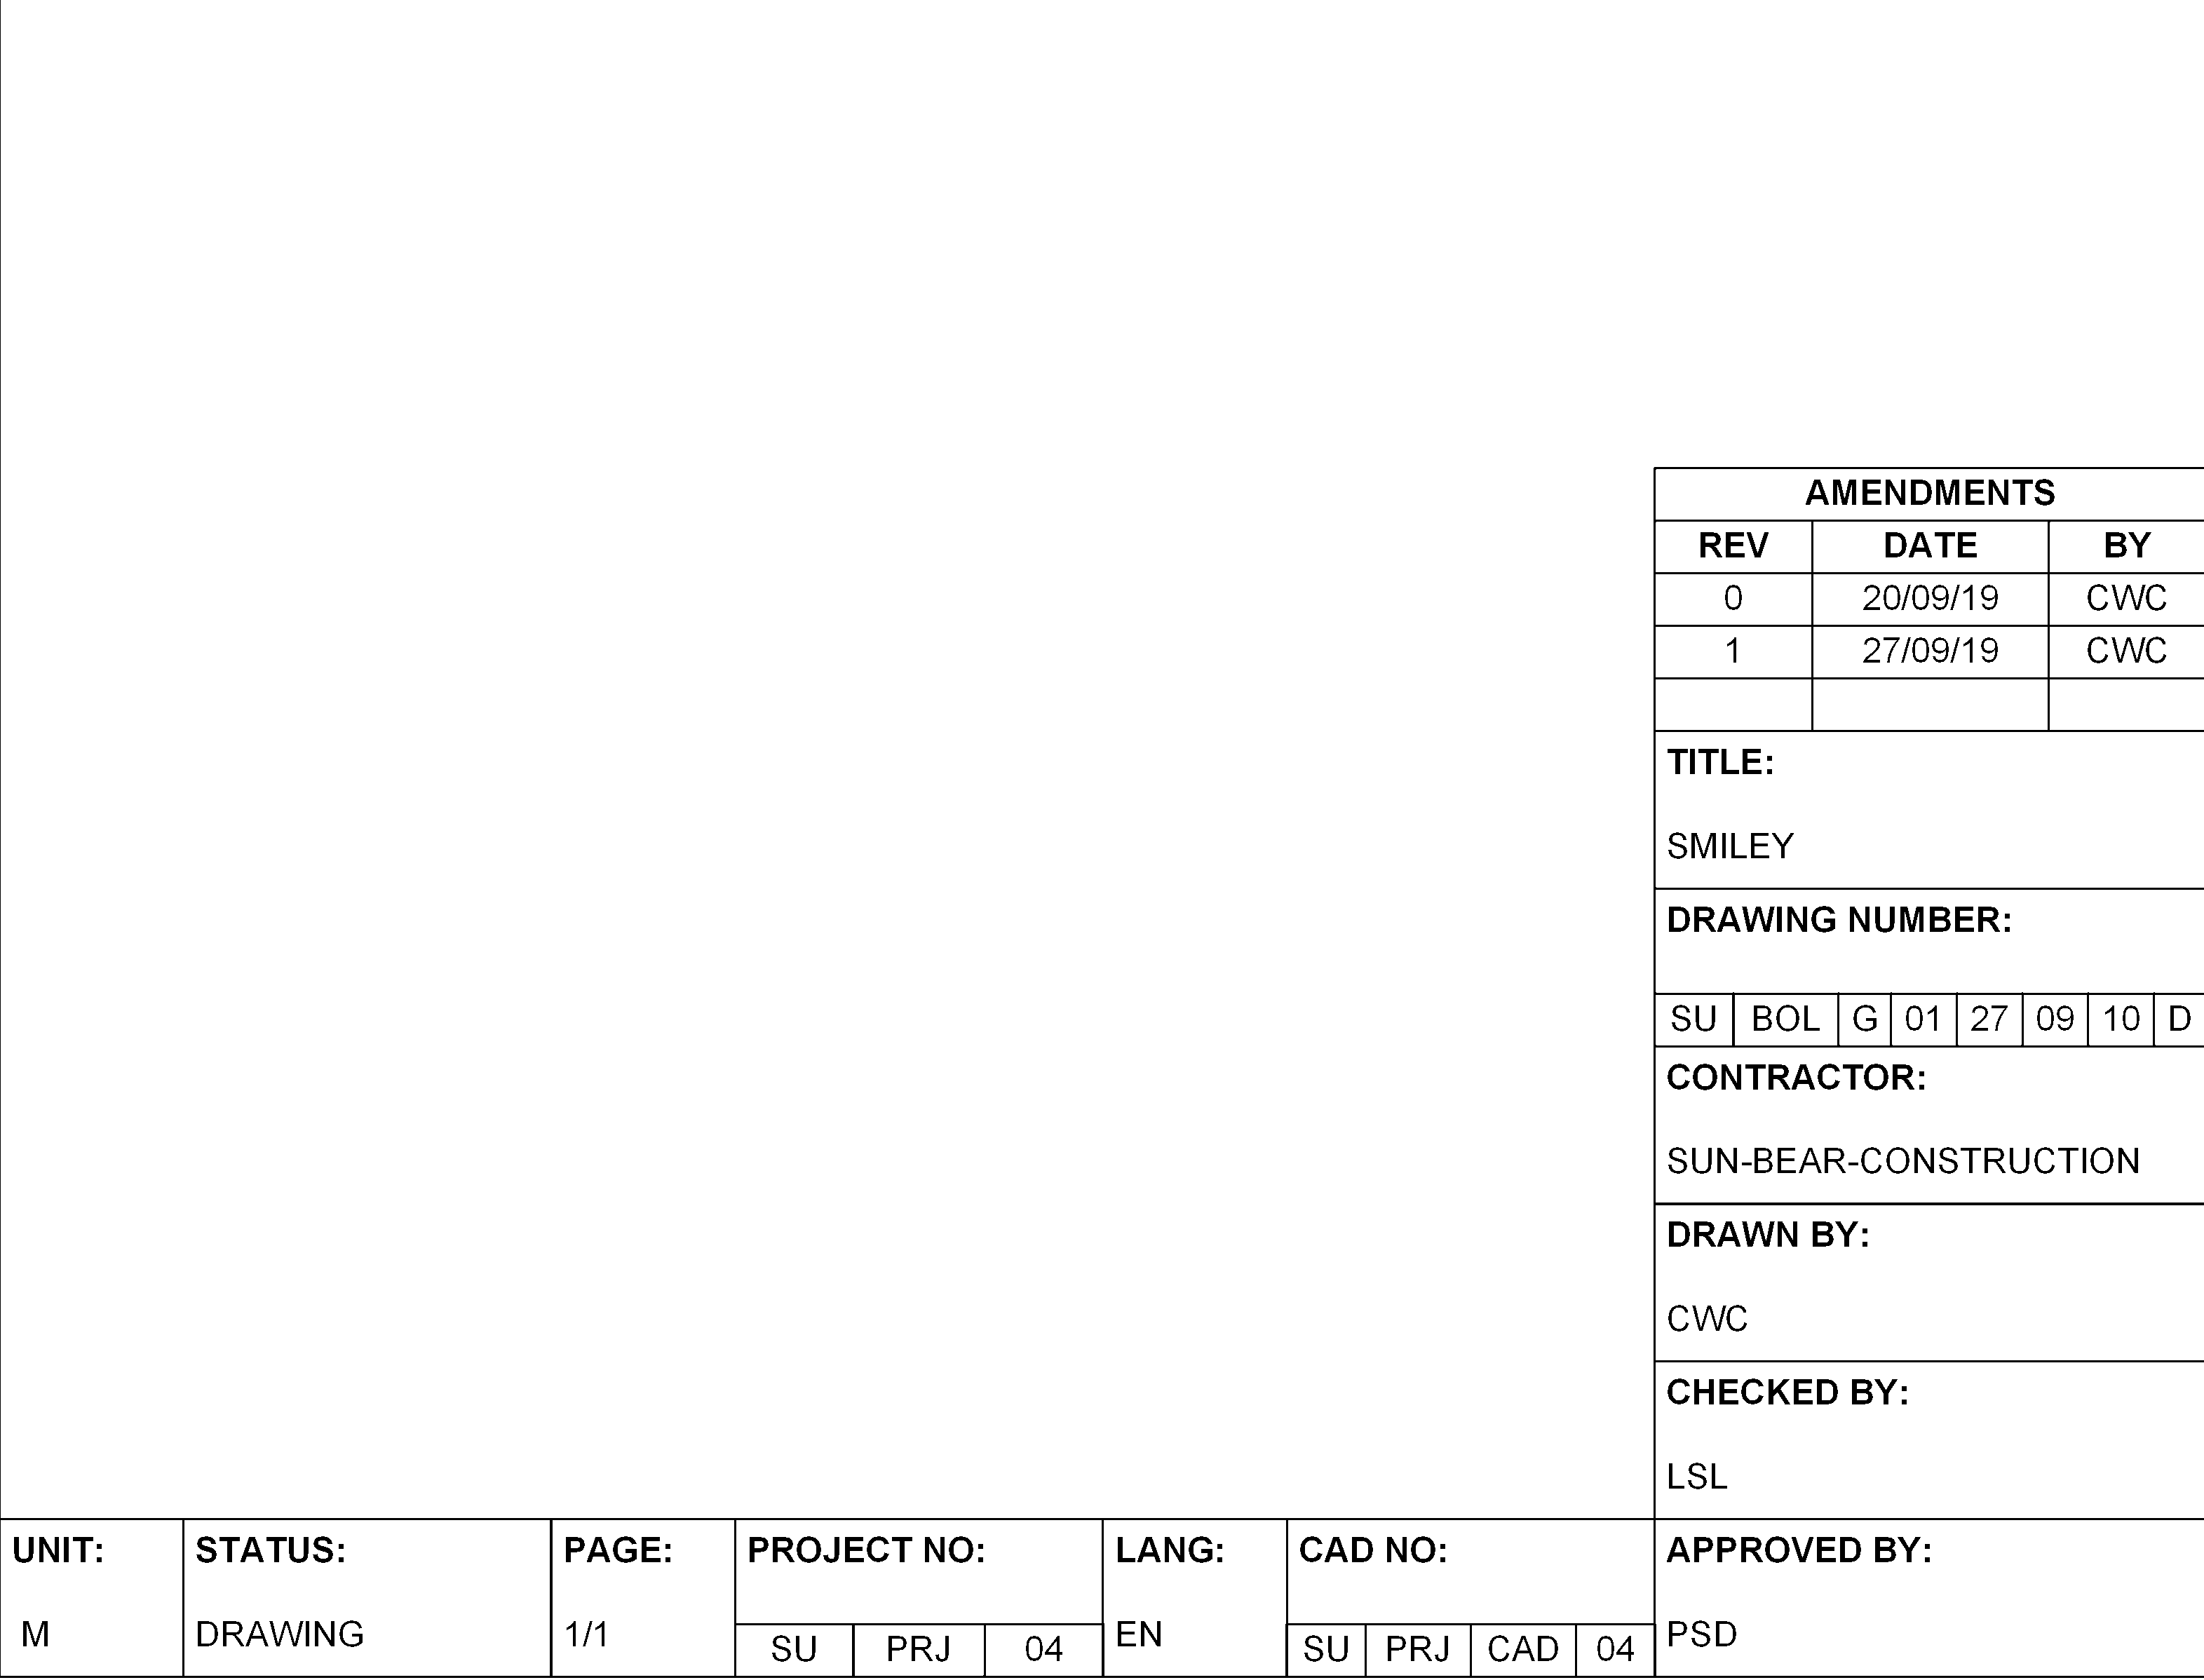 AMENDMENTS
REV DATE BY
0 20/09/19 CWC
1 27/09/19 CWC
TITLE:
SMILEY
DRAWING NUMBER:
SU BOL G 01 27 09 10 D
CONTRACTOR:
SUN-BEAR-CONSTRUCTION
DRAWN BY:
CWC
CHECKED BY:
LSL
UNIT: STATUS: PAGE: PROJECT NO: LANG: CAD NO: APPROVED BY:
M DRAWING 1/1 SU PRJ 04 EN SU PRJ CAD 04 PSD